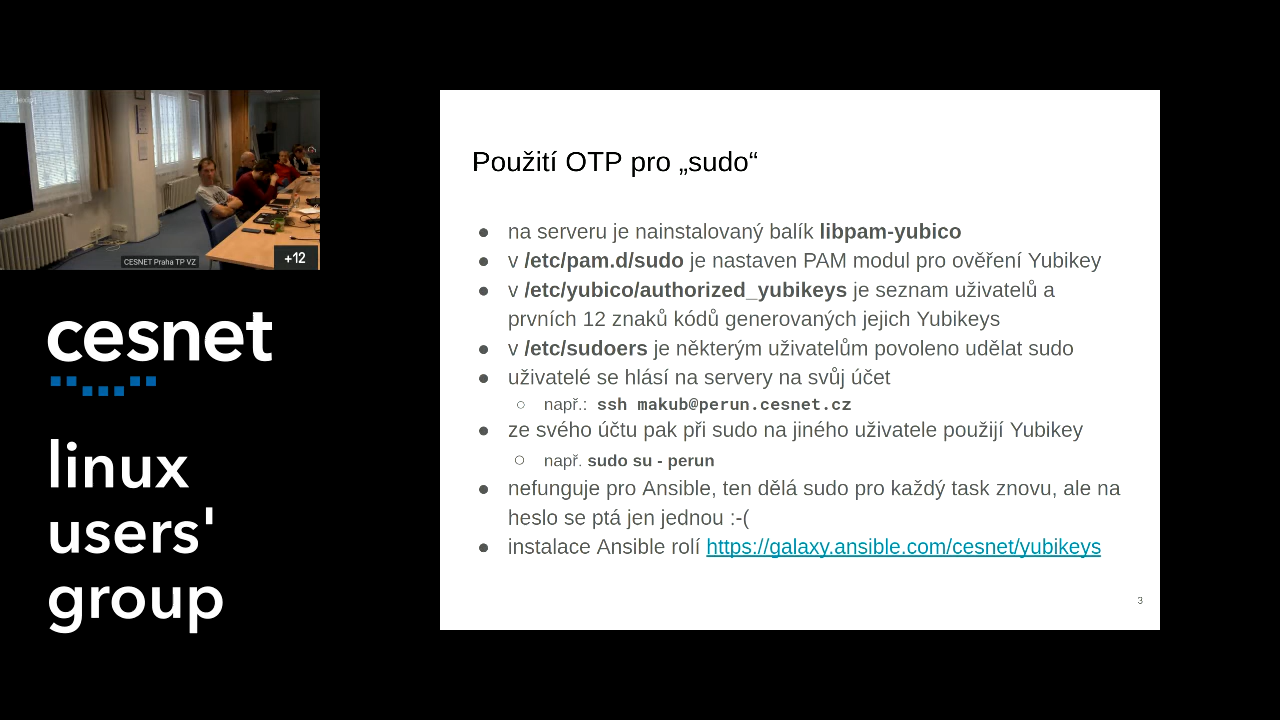 CESNET Praha TP VZ
+12
cesnet
linux
users'
group
Použití OTP pro „sudo“
● na serveru je nainstalovaný balík libpam-yubico
● v /etc/pam.d/sudo je nastaven PAM modul pro ověření Yubikey
● v /etc/yubico/authorized_yubikeys je seznam uživatelů a
prvních 12 znaků kódů generovaných jejich Yubikeys
● v /etc/sudoers je některým uživatelům povoleno udělat sudo
● uživatelé se hlásí na servery na svůj účet
○ např.: ssh makub@perun.cesnet.cz
● ze svého účtu pak při sudo na jiného uživatele použijí Yubikey
○ např. sudo su - perun
● nefunguje pro Ansible, ten dělá sudo pro každý task znovu, ale na
heslo se ptá jen jednou :-(
● instalace Ansible rolí https://galaxy.ansible.com/cesnet/yubikeys
3